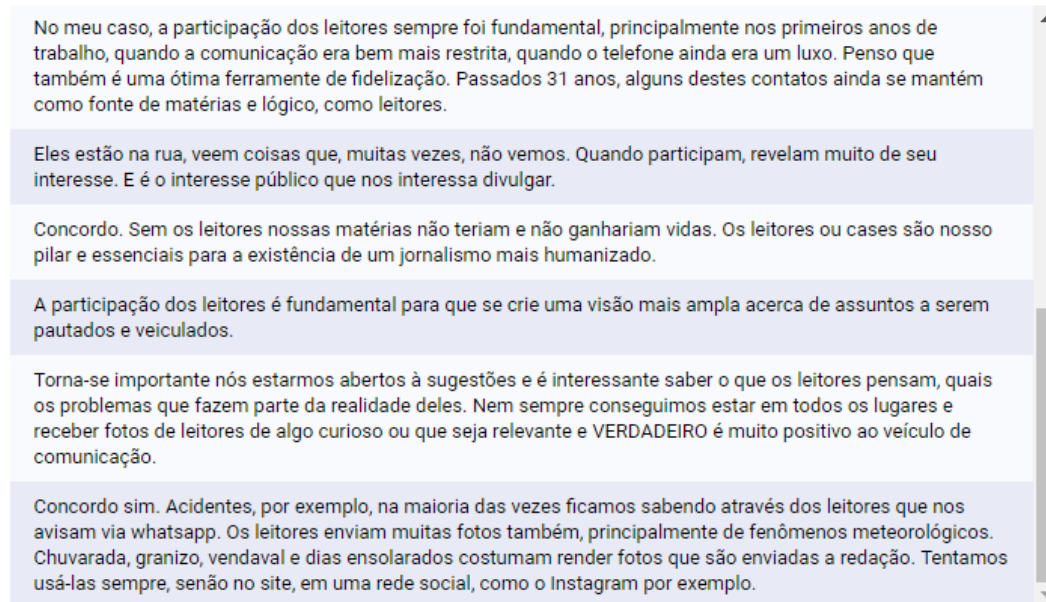 No meu caso, a participação dos leitores sempre foi fundamental, principalmente nos primeiros anos de
trabalho, quando a comunicação era bem mais restrita, quando o telefone ainda era um luxo. Penso que
também é uma ótima ferramente de fidelização. Passados 31 anos, alguns destes contatos ainda se mantém
como fonte de matérias e lógico, como leitores.
Eles estão na rua, veem coisas que, muitas vezes, não vemos. Quando participam, revelam muito de seu
interesse. E é o interesse público que nos interessa divulgar.
Concordo. Sem os leitores nossas matérias não teriam e não ganhariam vidas. Os leitores ou cases são nosso
pilar e essenciais para a existência de um jornalismo mais humanizado.
A participação dos leitores é fundamental para que se crie uma visão mais ampla acerca de assuntos a serem
pautados e veiculados.
Torna-se importante nós estarmos abertos à sugestões e é interessante saber o que os leitores pensam, quais
os problemas que fazem parte da realidade deles. Nem sempre conseguimos estar em todos os lugares e
receber fotos de leitores de algo curioso ou que seja relevante e VERDADEIRO é muito positivo ao veículo de
comunicação.
Concordo sim. Acidentes, por exemplo, na maioria das vezes ficamos sabendo através dos leitores que nos
avisam via whatsapp. Os leitores enviam muitas fotos também, principalmente de fenômenos meteorológicos.
Chuvarada, granizo, vendaval e dias ensolarados costumam render fotos que são enviadas a redação. Tentamos
usá-las sempre, senão no site, em uma rede social, como o Instagram por exemplo.